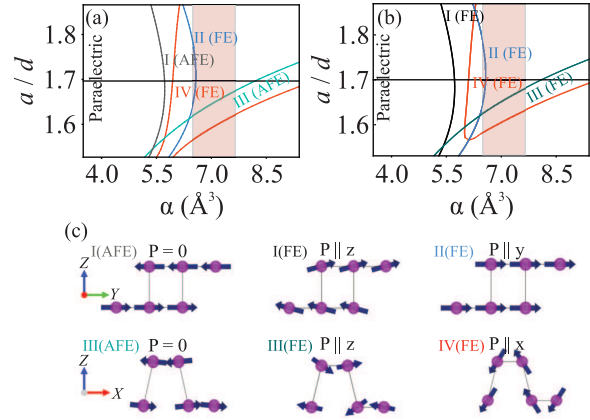 (a)
1.8
1.7
1.6
a / d
Paraelectric
I (AFE)
II (FE)
IV (FE)
III (AFE)
4.0 5.5 7.0 8.5
α (Å³)
(b)
1.8
1.7
1.6
Paraelectric
I (FE)
II (FE)
IV (FE)
III (FE)
4.0 5.5 7.0 8.5
α (Å³)
(c)
I(AFE) P = 0 I(FE) P || z II(FE) P || y
Z
Y
III(AFE) P = 0 III(FE) P || z IV(FE) P || x
Z
X